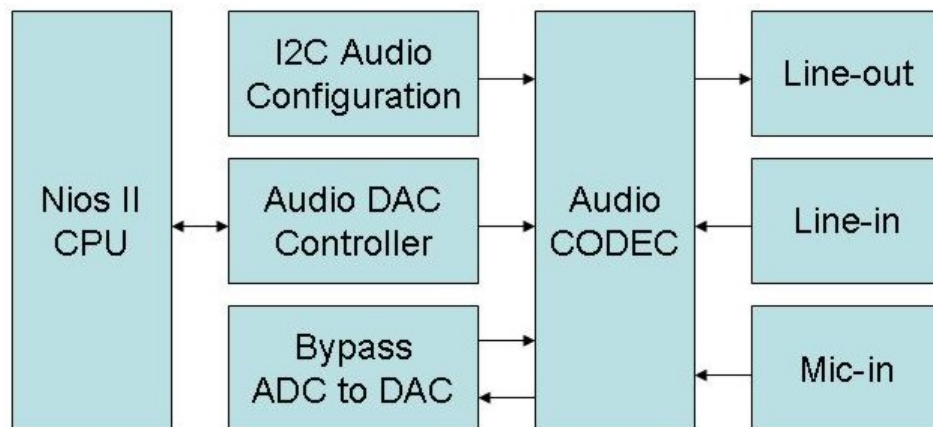 Nios II
CPU
I2C Audio
Configuration
Audio DAC
Controller
Bypass
ADC to DAC
Audio
CODEC
Line-out
Line-in
Mic-in